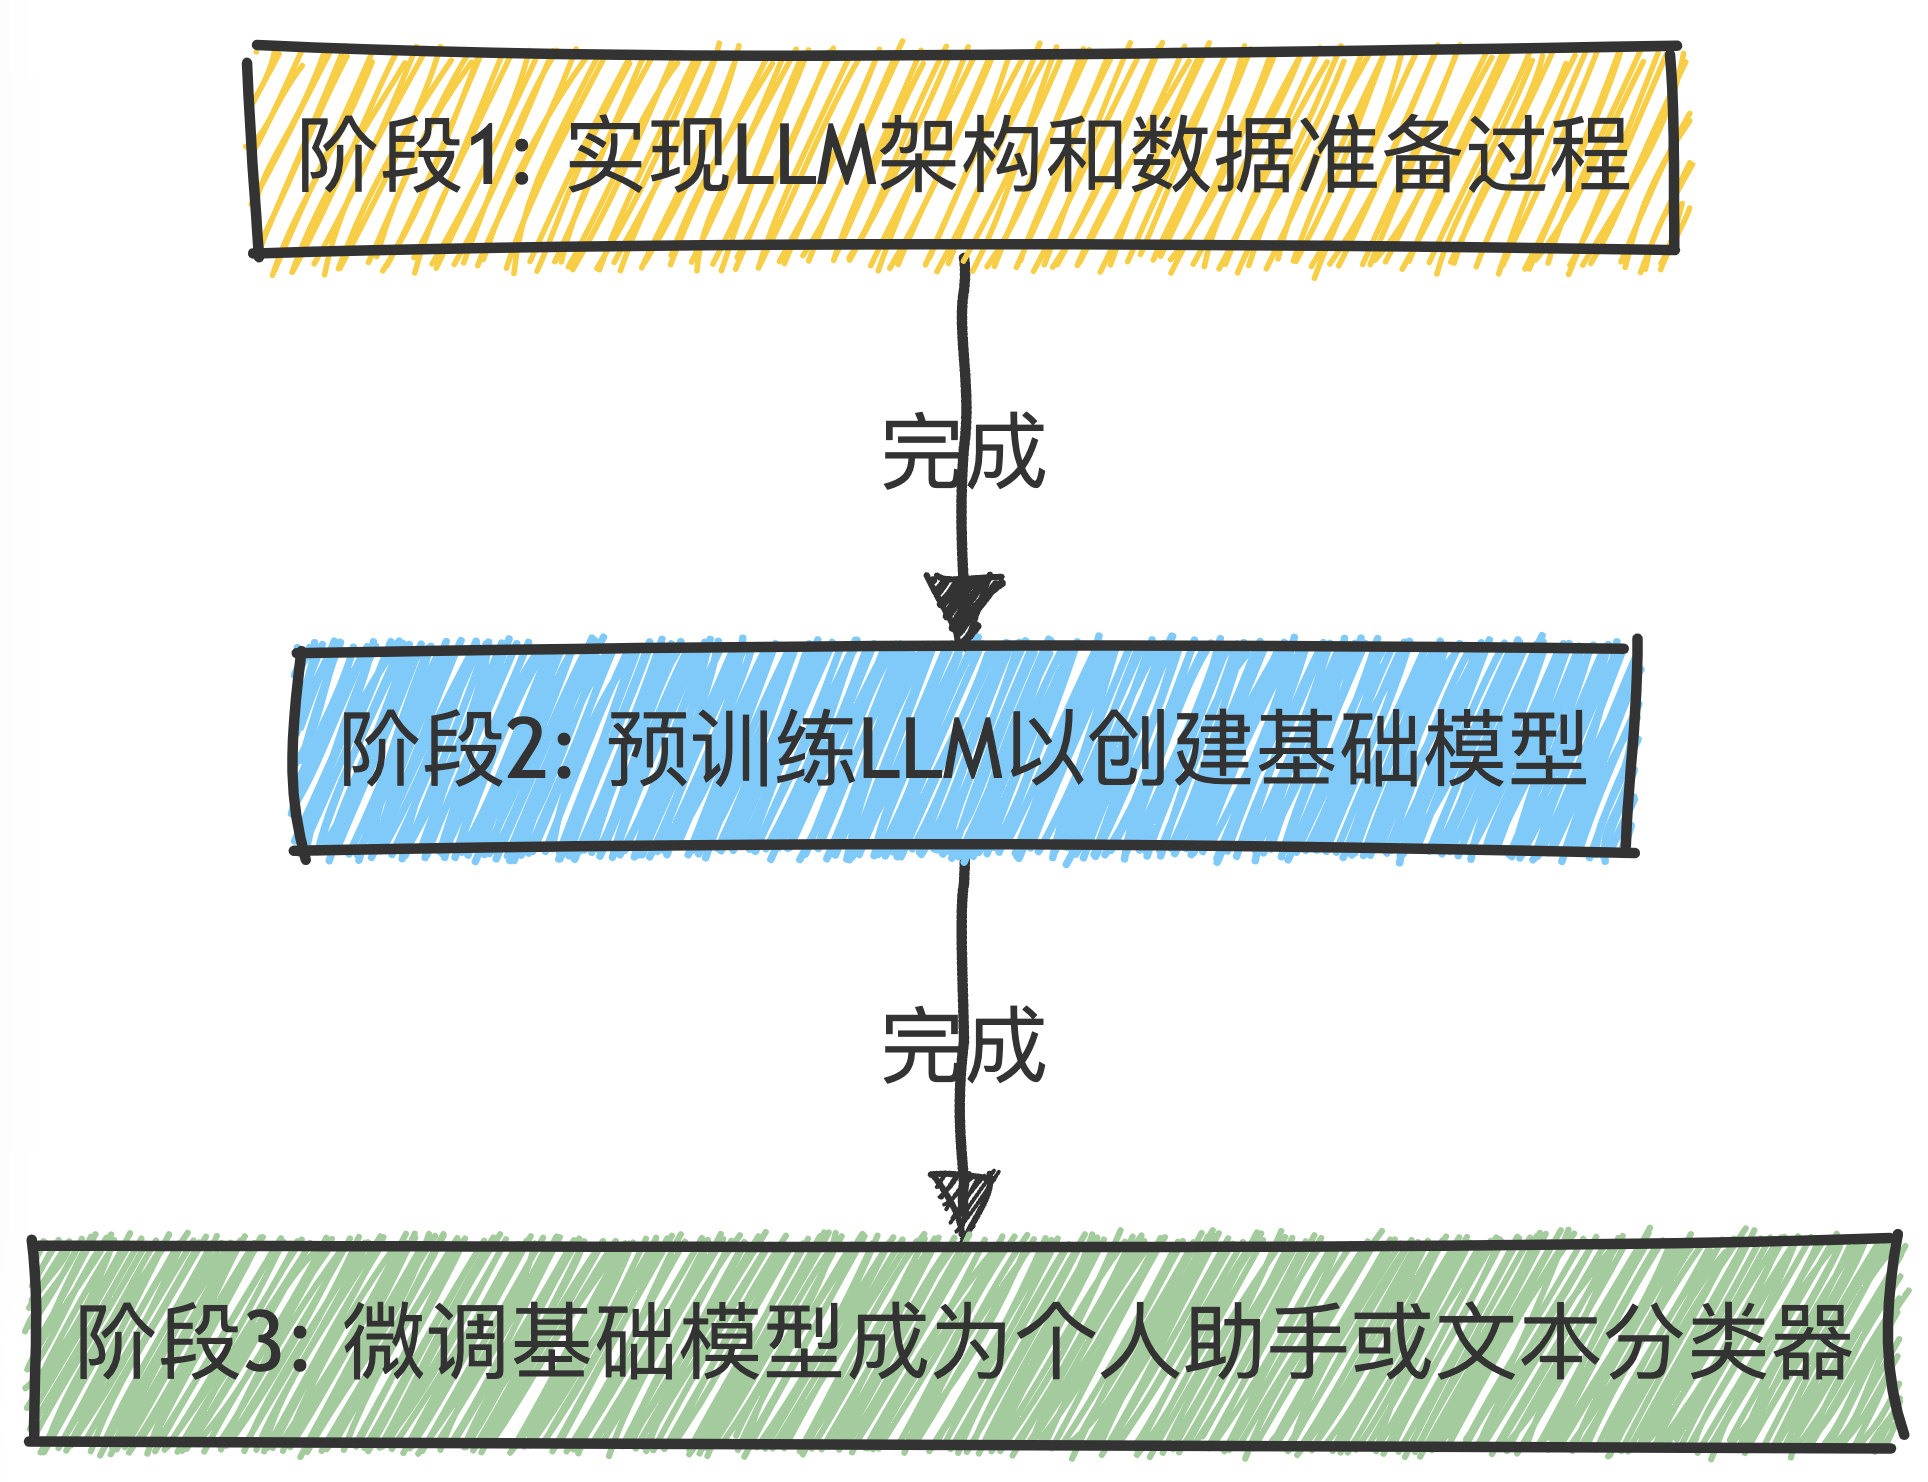 阶段1：实现LLM架构和数据准备过程
完成
阶段2：预训练LLM以创建基础模型
完成
阶段3：微调基础模型成为个人助手或文本分类器